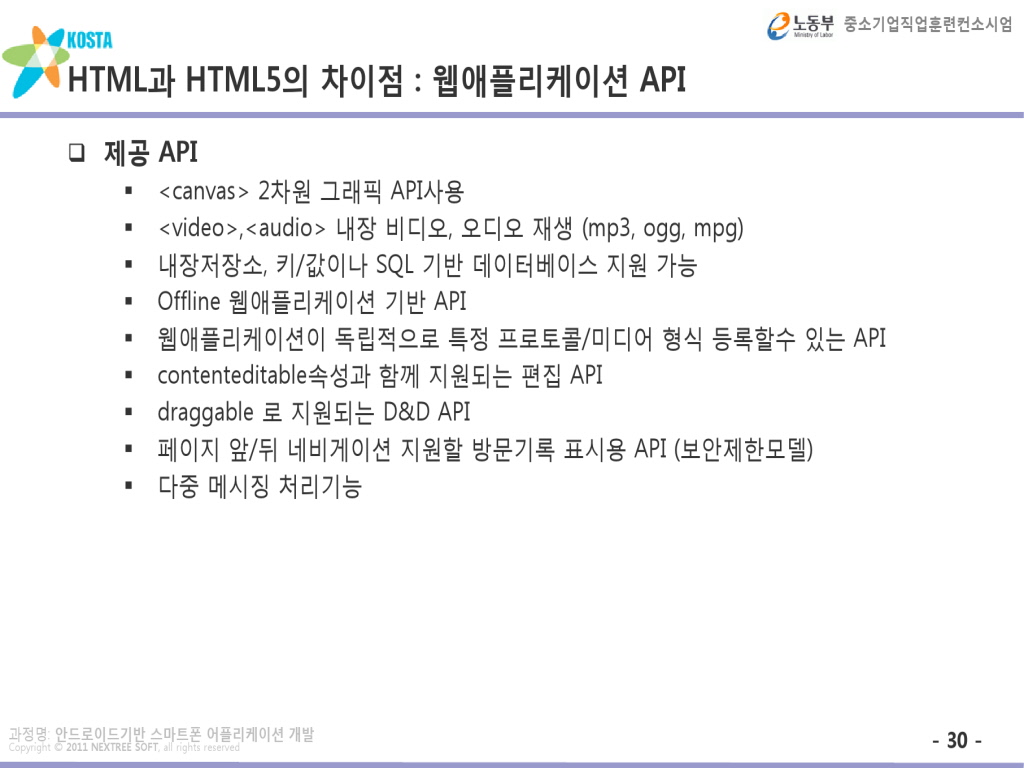 KOSTA
노동부
Ministry of Labor
중소기업직업훈련컨소시엄
HTML과 HTML5의 차이점 : 웹애플리케이션 API
❑ 제공 API
▪ <canvas> 2차원 그래픽 API사용
▪ <video>,<audio> 내장 비디오, 오디오 재생 (mp3, ogg, mpg)
▪ 내장저장소, 키/값이나 SQL 기반 데이터베이스 지원 가능
▪ Offline 웹애플리케이션 기반 API
▪ 웹애플리케이션이 독립적으로 특정 프로토콜/미디어 형식 등록할수 있는 API
▪ contenteditable속성과 함께 지원되는 편집 API
▪ draggable 로 지원되는 D&D API
▪ 페이지 앞/뒤 네비게이션 지원할 방문기록 표시용 API (보안제한모델)
▪ 다중 메시징 처리기능
과정명: 안드로이드기반 스마트폰 어플리케이션 개발
Copyright © 2011 NEXTREE SOFT, all rights reserved
- 30 -